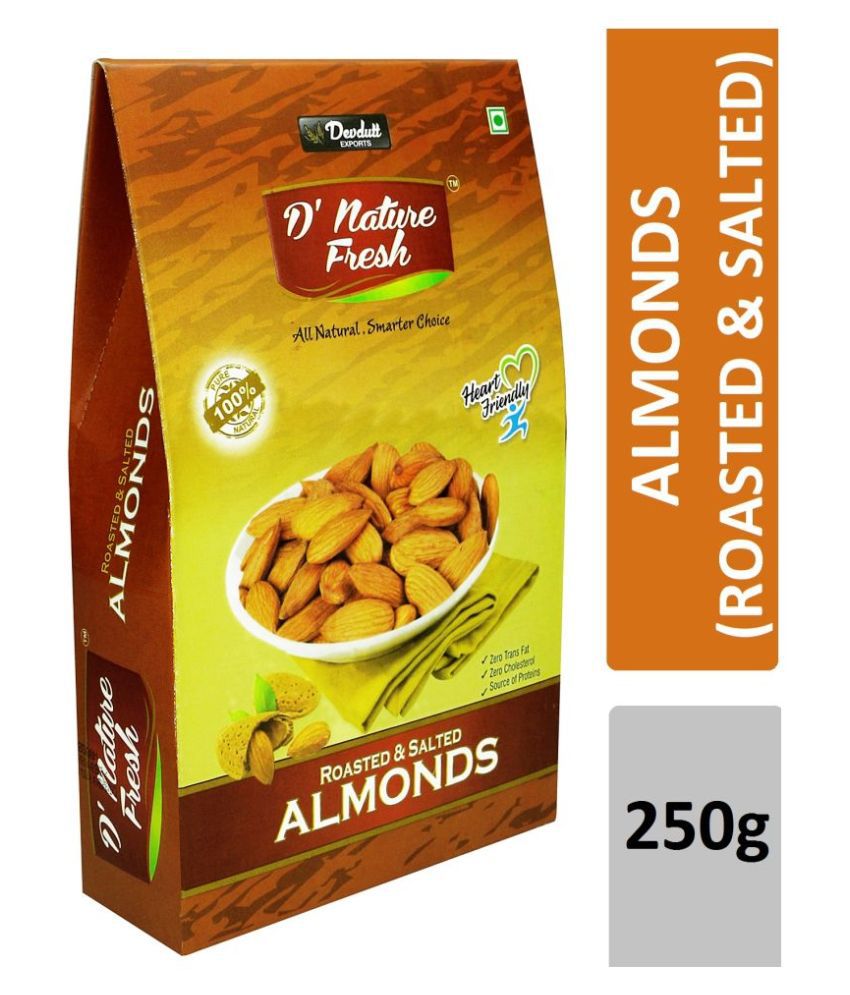 Devdutt
EXPORTS
D' Nature
Fresh
TM
All Natural . Smarter Choice
PURE
100%
NATURAL
Heart
Friendly
✓ Zero Trans Fat
✓ Zero Cholesterol
✓ Source of Proteins
ROASTED & SALTED
ALMONDS
ROASTED & SALTED
ALMONDS
TM
D' Nature
Fresh
ALMONDS
(ROASTED & SALTED)
250g